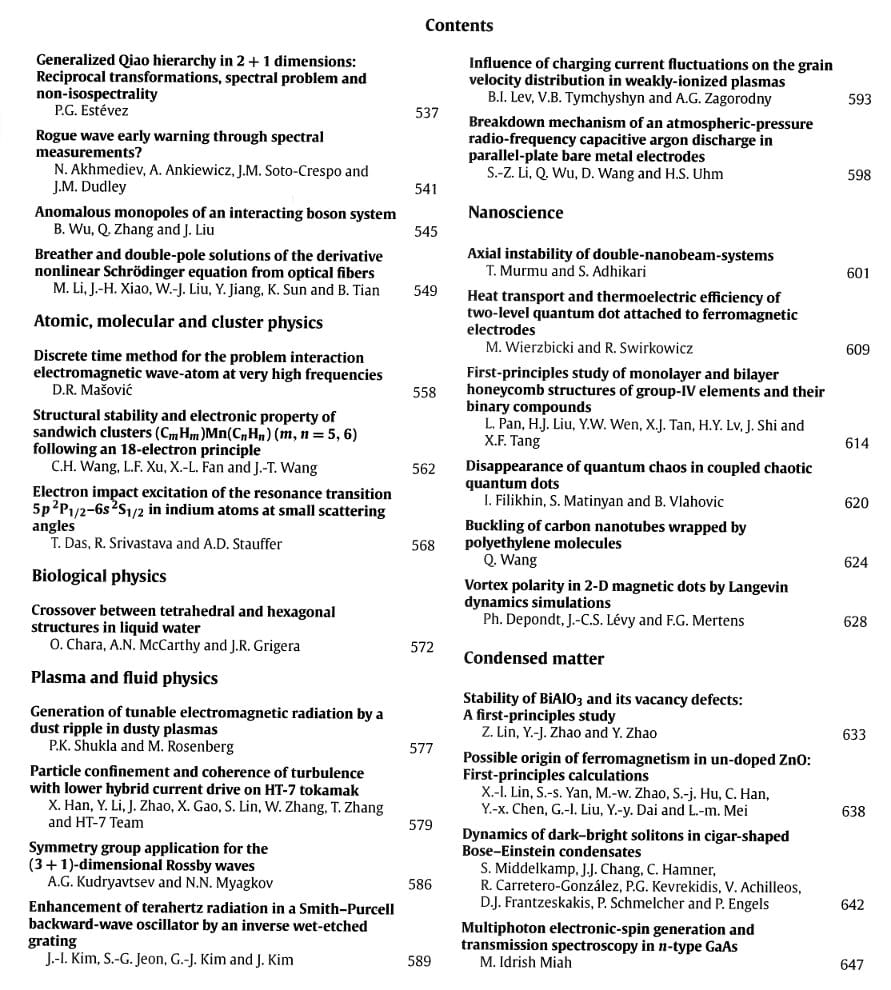 Contents
Generalized Qiao hierarchy in 2 + 1 dimensions:
Reciprocal transformations, spectral problem and
non-isospectrality
P.G. Estévez 537
Rogue wave early warning through spectral
measurements?
N. Akhmediev, A. Ankiewicz, J.M. Soto-Crespo and
J.M. Dudley 541
Anomalous monopoles of an interacting boson system
B. Wu, Q. Zhang and J. Liu 545
Breather and double-pole solutions of the derivative
nonlinear Schrödinger equation from optical fibers
M. Li, J.-H. Xiao, W.-J. Liu, Y. Jiang, K. Sun and B. Tian 549
Atomic, molecular and cluster physics
Discrete time method for the problem interaction
electromagnetic wave-atom at very high frequencies
D.R. Mašović 558
Structural stability and electronic property of
sandwich clusters (CmHm)Mn(CnHn) (m, n = 5, 6)
following an 18-electron principle
C.H. Wang, L.F. Xu, X.-L. Fan and J.-T. Wang 562
Electron impact excitation of the resonance transition
5p ²P1/2–6s ²S1/2 in indium atoms at small scattering
angles
T. Das, R. Srivastava and A.D. Stauffer 568
Biological physics
Crossover between tetrahedral and hexagonal
structures in liquid water
O. Chara, A.N. McCarthy and J.R. Grigera 572
Plasma and fluid physics
Generation of tunable electromagnetic radiation by a
dust ripple in dusty plasmas
P.K. Shukla and M. Rosenberg 577
Particle confinement and coherence of turbulence
with lower hybrid current drive on HT-7 tokamak
X. Han, Y. Li, J. Zhao, X. Gao, S. Lin, W. Zhang, T. Zhang
and HT-7 Team 579
Symmetry group application for the
(3 + 1)-dimensional Rossby waves
A.G. Kudryavtsev and N.N. Myagkov 586
Enhancement of terahertz radiation in a Smith–Purcell
backward-wave oscillator by an inverse wet-etched
grating
J.-I. Kim, S.-G. Jeon, G.-J. Kim and J. Kim 589
Influence of charging current fluctuations on the grain
velocity distribution in weakly-ionized plasmas
B.I. Lev, V.B. Tymchyshyn and A.G. Zagorodny 593
Breakdown mechanism of an atmospheric-pressure
radio-frequency capacitive argon discharge in
parallel-plate bare metal electrodes
S.-Z. Li, Q. Wu, D. Wang and H.S. Uhm 598
Nanoscience
Axial instability of double-nanobeam-systems
T. Murmu and S. Adhikari 601
Heat transport and thermoelectric efficiency of
two-level quantum dot attached to ferromagnetic
electrodes
M. Wierzbicki and R. Swirkowicz 609
First-principles study of monolayer and bilayer
honeycomb structures of group-IV elements and their
binary compounds
L. Pan, H.J. Liu, Y.W. Wen, X.J. Tan, H.Y. Lv, J. Shi and
X.F. Tang 614
Disappearance of quantum chaos in coupled chaotic
quantum dots
I. Filikhin, S. Matinyan and B. Vlahovic 620
Buckling of carbon nanotubes wrapped by
polyethylene molecules
Q. Wang 624
Vortex polarity in 2-D magnetic dots by Langevin
dynamics simulations
Ph. Depondt, J.-C.S. Lévy and F.G. Mertens 628
Condensed matter
Stability of BiAlO3 and its vacancy defects:
A first-principles study
Z. Lin, Y.-J. Zhao and Y. Zhao 633
Possible origin of ferromagnetism in un-doped ZnO:
First-principles calculations
X.-l. Lin, S.-s. Yan, M.-w. Zhao, S.-j. Hu, C. Han,
Y.-x. Chen, G.-l. Liu, Y.-y. Dai and L.-m. Mei 638
Dynamics of dark–bright solitons in cigar-shaped
Bose–Einstein condensates
S. Middelkamp, J.J. Chang, C. Hamner,
R. Carretero-González, P.G. Kevrekidis, V. Achilleos,
D.J. Frantzeskakis, P. Schmelcher and P. Engels 642
Multiphoton electronic-spin generation and
transmission spectroscopy in n-type GaAs
M. Idrish Miah 647